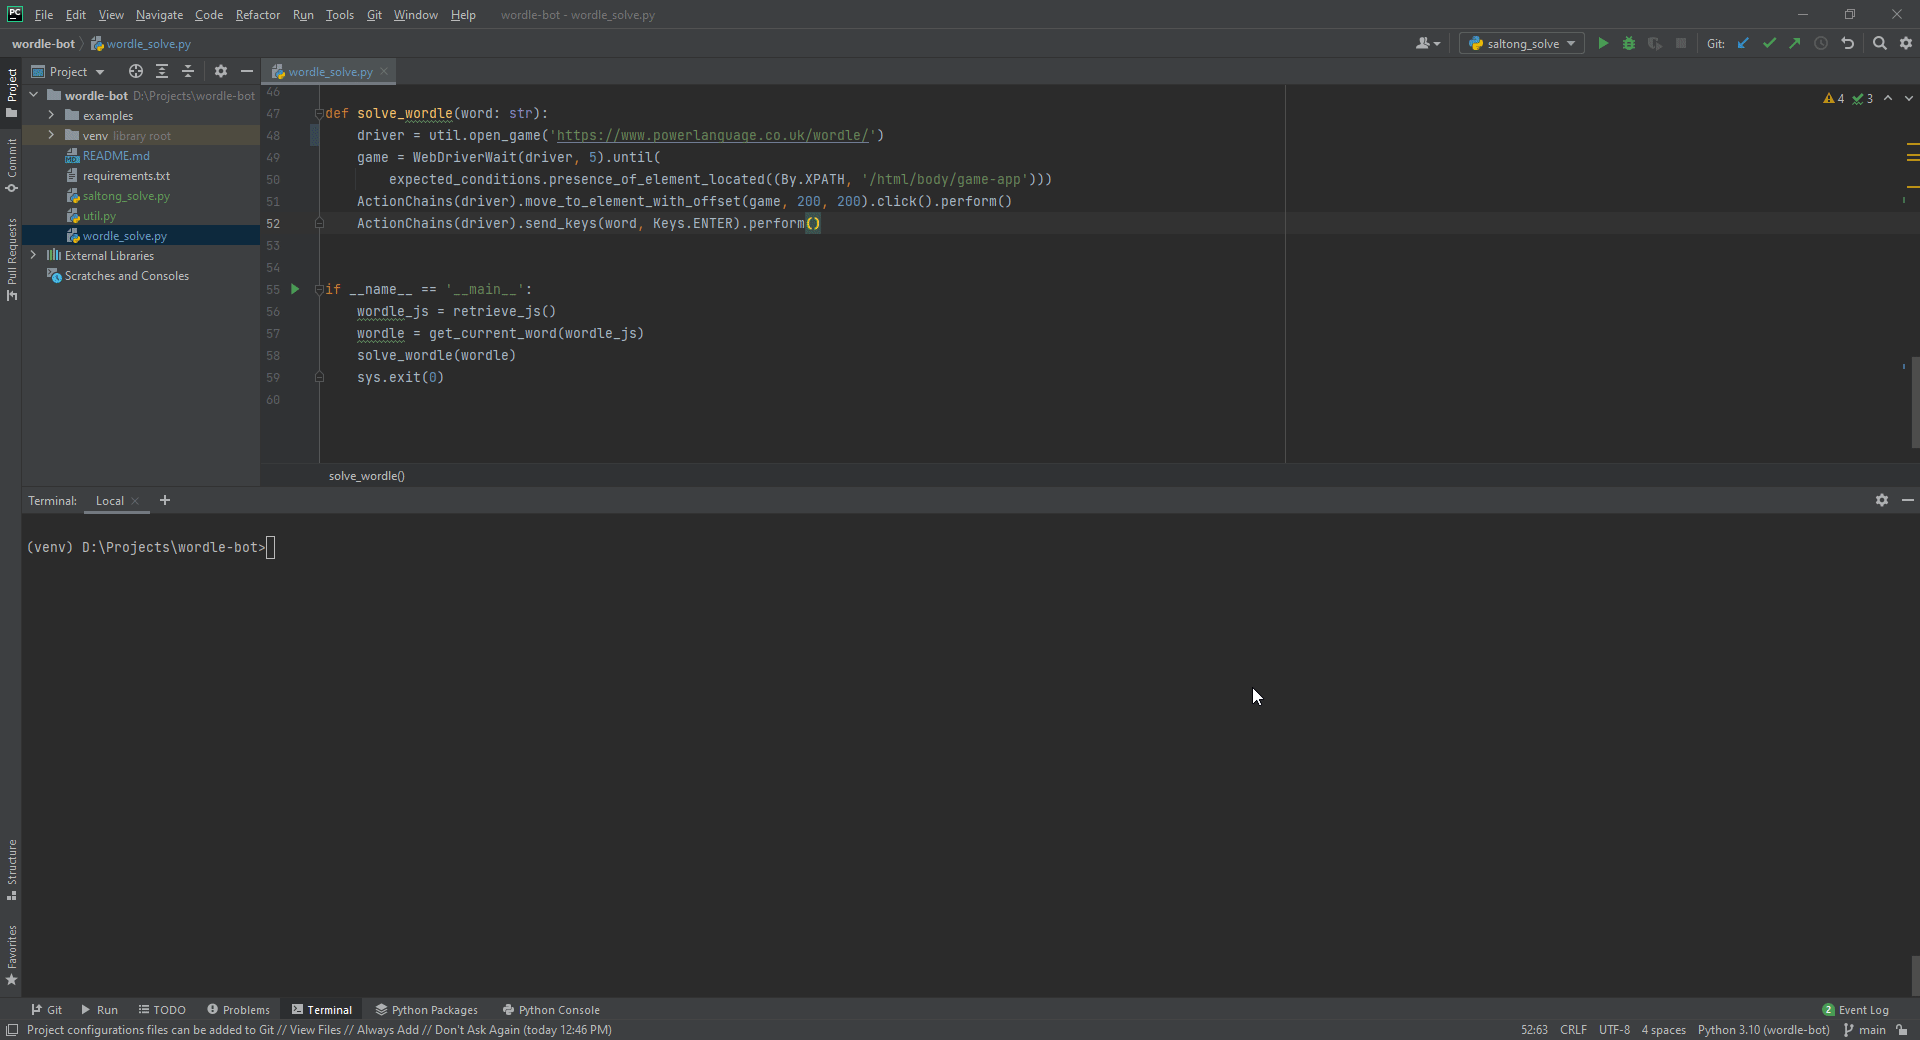 PC File Edit View Navigate Code Refactor Run Tools Git Window Help wordle-bot - wordle_solve.py
wordle-bot wordle_solve.py saltong_solve Git:
Project wordle_solve.py
Project
Commit
Pull Requests
Structure
Favorites
wordle-bot D:\Projects\wordle-bot
examples
venv library root
README.md
requirements.txt
saltong_solve.py
util.py
wordle_solve.py
External Libraries
Scratches and Consoles
4 3
46
47 def solve_wordle(word: str):
48 driver = util.open_game('https://www.powerlanguage.co.uk/wordle/')
49 game = WebDriverWait(driver, 5).until(
50 expected_conditions.presence_of_element_located((By.XPATH, '/html/body/game-app')))
51 ActionChains(driver).move_to_element_with_offset(game, 200, 200).click().perform()
52 ActionChains(driver).send_keys(word, Keys.ENTER).perform()
53
54
55 if __name__ == '__main__':
56 wordle_js = retrieve_js()
57 wordle = get_current_word(wordle_js)
58 solve_wordle(wordle)
59 sys.exit(0)
60
solve_wordle()
Terminal: Local
(venv) D:\Projects\wordle-bot>
Git Run TODO Problems Terminal Python Packages Python Console 2 Event Log
Project configurations files can be added to Git // View Files // Always Add // Don't Ask Again (today 12:46 PM) 52:63 CRLF UTF-8 4 spaces Python 3.10 (wordle-bot) main